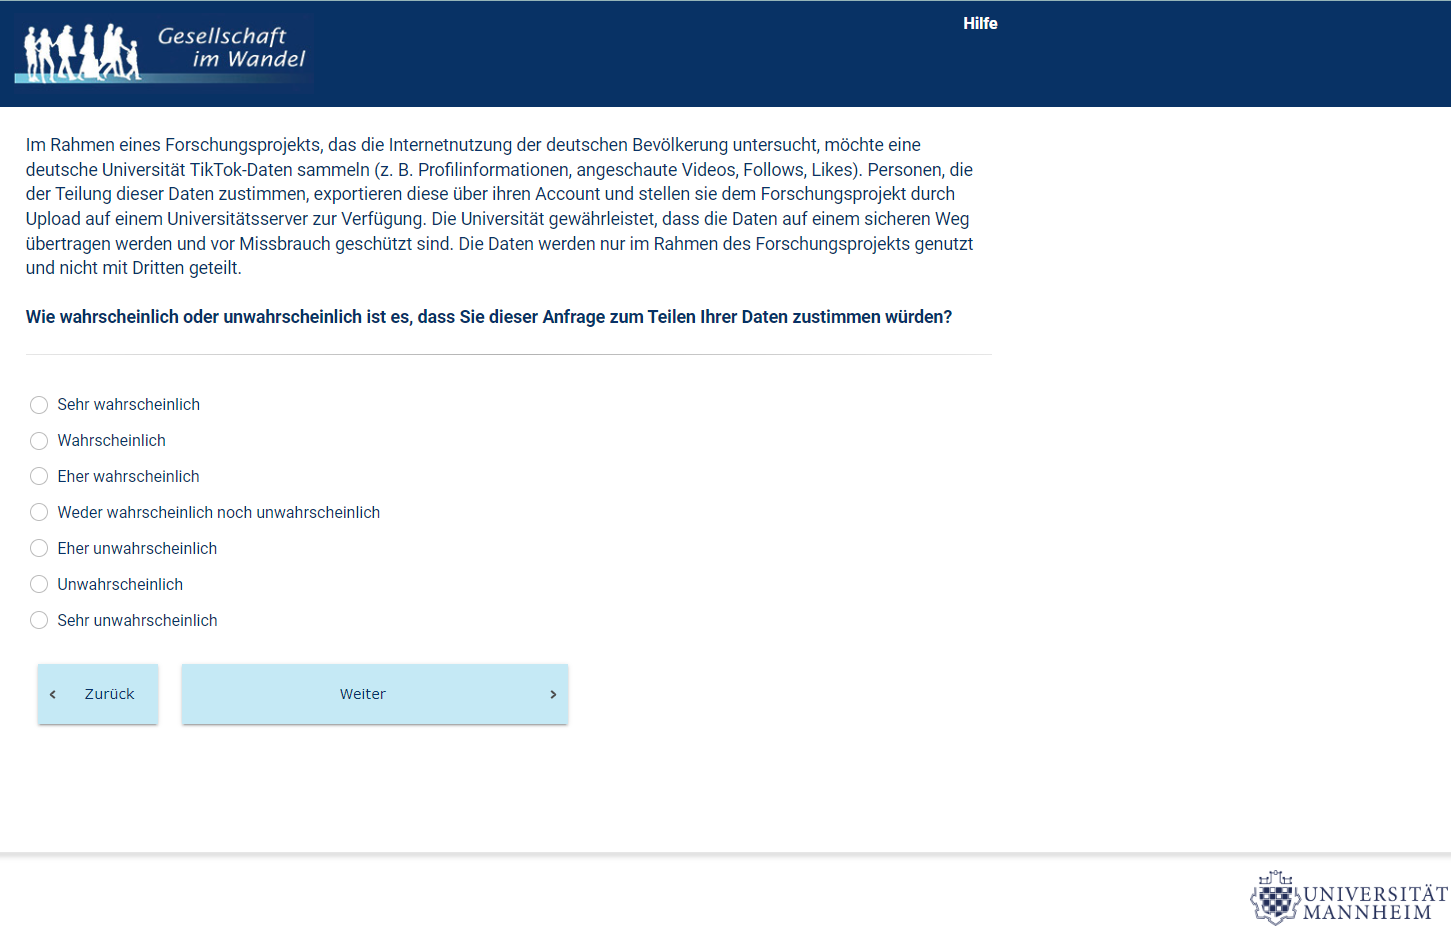 Gesellschaft
im Wandel
Hilfe
Im Rahmen eines Forschungsprojekts, das die Internetnutzung der deutschen Bevölkerung untersucht, möchte eine
deutsche Universität TikTok-Daten sammeln (z. B. Profilinformationen, angeschaute Videos, Follows, Likes). Personen, die
der Teilung dieser Daten zustimmen, exportieren diese über ihren Account und stellen sie dem Forschungsprojekt durch
Upload auf einem Universitätsserver zur Verfügung. Die Universität gewährleistet, dass die Daten auf einem sicheren Weg
übertragen werden und vor Missbrauch geschützt sind. Die Daten werden nur im Rahmen des Forschungsprojekts genutzt
und nicht mit Dritten geteilt.
Wie wahrscheinlich oder unwahrscheinlich ist es, dass Sie dieser Anfrage zum Teilen Ihrer Daten zustimmen würden?
Sehr wahrscheinlich
Wahrscheinlich
Eher wahrscheinlich
Weder wahrscheinlich noch unwahrscheinlich
Eher unwahrscheinlich
Unwahrscheinlich
Sehr unwahrscheinlich
‹ Zurück
Weiter ›
UNIVERSITÄT
MANNHEIM